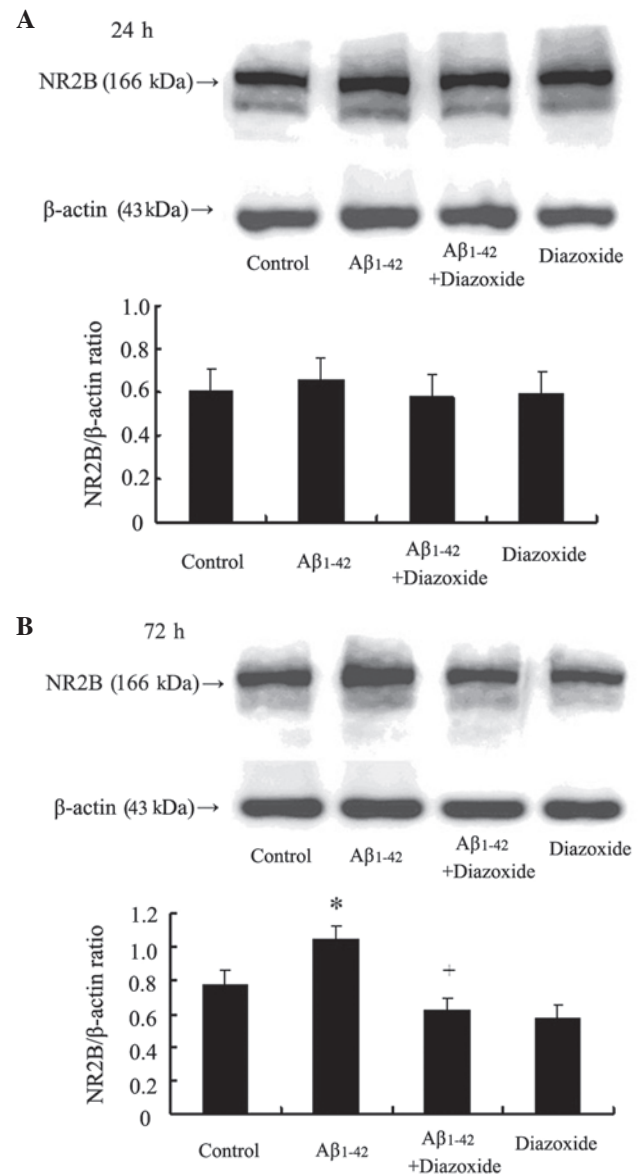 A
24 h
NR2B (166 kDa)→
β-actin (43kDa)→
Control Aβ1-42 Aβ1-42 Diazoxide
+Diazoxide
NR2B/β-actin ratio
1.0
0.8
0.6
0.4
0.2
0
Control Aβ1-42 Aβ1-42 Diazoxide
+Diazoxide
B
72 h
NR2B (166 kDa)→
β-actin (43 kDa)→
Control Aβ1-42 Aβ1-42 Diazoxide
+Diazoxide
NR2B/β-actin ratio
1.2
1.0
0.8
0.6
0.4
0.2
0
*
+
Control Aβ1-42 Aβ1-42 Diazoxide
+Diazoxide